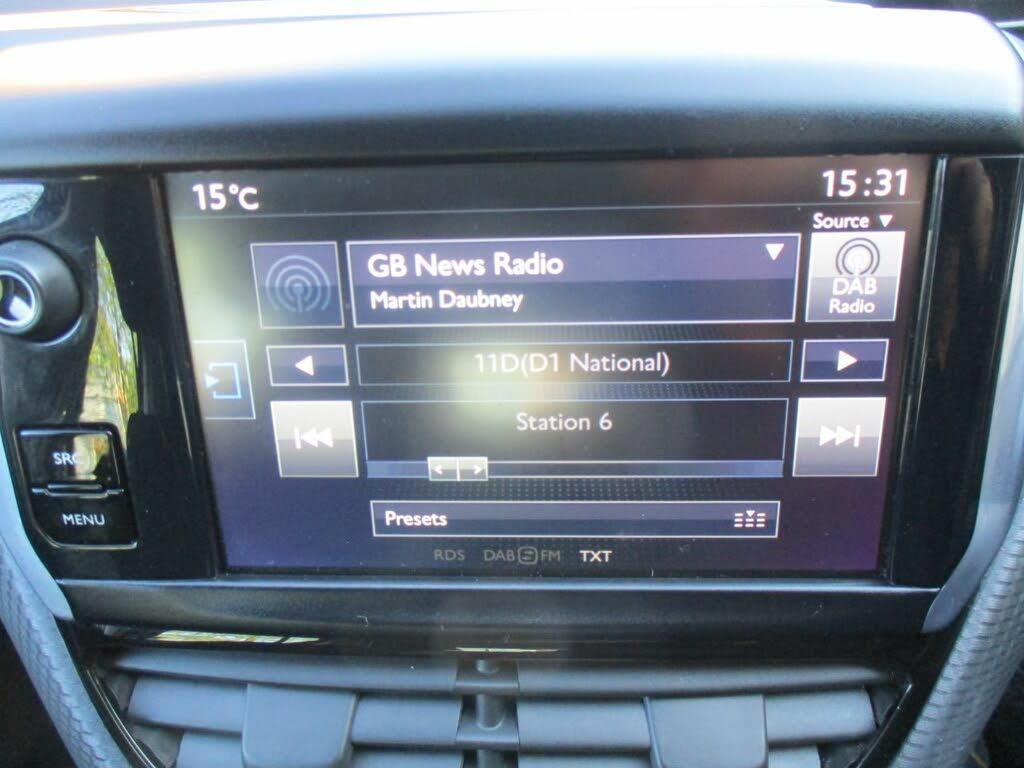 15°C
15:31
Source
GB News Radio
Martin Daubney
DAB
Radio
11D(D1 National)
Station 6
SRC
MENU
Presets
RDS DAB FM TXT